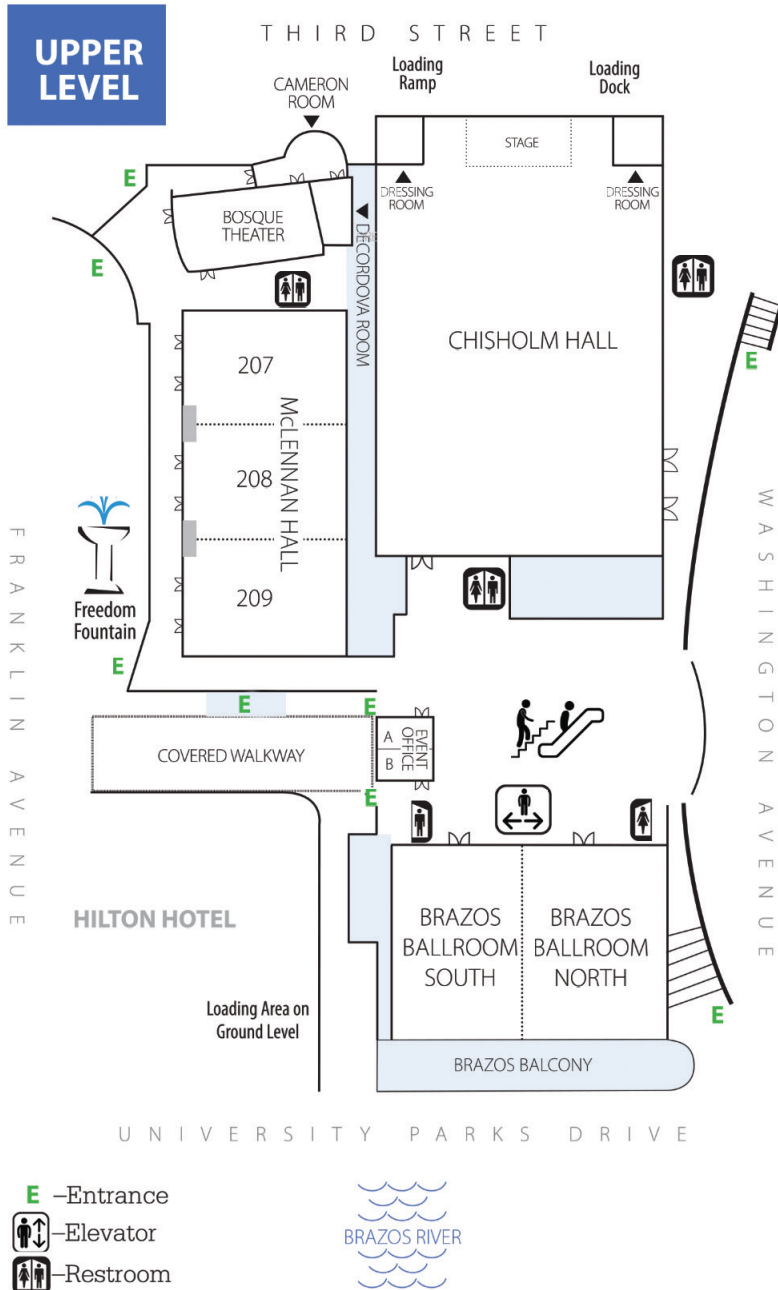 UPPER
LEVEL
THIRD STREET
Loading
Ramp
Loading
Dock
CAMERON
ROOM
STAGE
DRESSING
ROOM
DRESSING
ROOM
BOSQUE
THEATER
DECORDOVA ROOM
E
E
CHISHOLM HALL
E
207
McLENNAN HALL
208
209
FRANKLIN AVENUE
WASHINGTON AVENUE
Freedom
Fountain
E
E
E
COVERED WALKWAY
A
B
EVENT
OFFICE
E
HILTON HOTEL
BRAZOS
BALLROOM
SOUTH
BRAZOS
BALLROOM
NORTH
Loading Area on
Ground Level
E
BRAZOS BALCONY
UNIVERSITY PARKS DRIVE
E –Entrance
–Elevator
–Restroom
BRAZOS RIVER